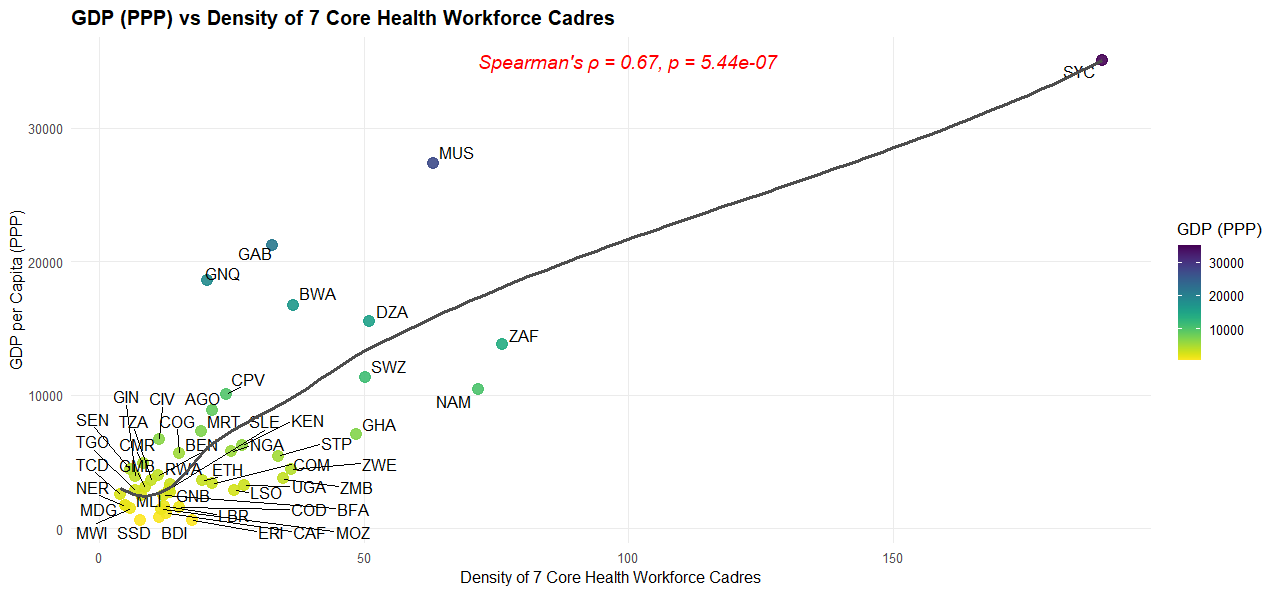 GDP (PPP) vs Density of 7 Core Health Workforce Cadres
Spearman's ρ = 0.67, p = 5.44e-07
SYC
30000
MUS
GDP (PPP)
GAB
30000
20000
GNQ
20000
BWA
10000
DZA
ZAF
SWZ
CPV
NAM
10000
GIN
CIV
AGO
SEN
TZA
COG
MRT
SLE
KEN
GHA
TGO
CMR
BEN
NGA
STP
TCD
GMB
RWA
ETH
COM
ZWE
NER
MLI
GNB
LSO
UGA
ZMB
MDG
LBR
COD
BFA
0
MWI
SSD
BDI
ERI
CAF
MOZ
0
50
100
150
Density of 7 Core Health Workforce Cadres
GDP per Capita (PPP)